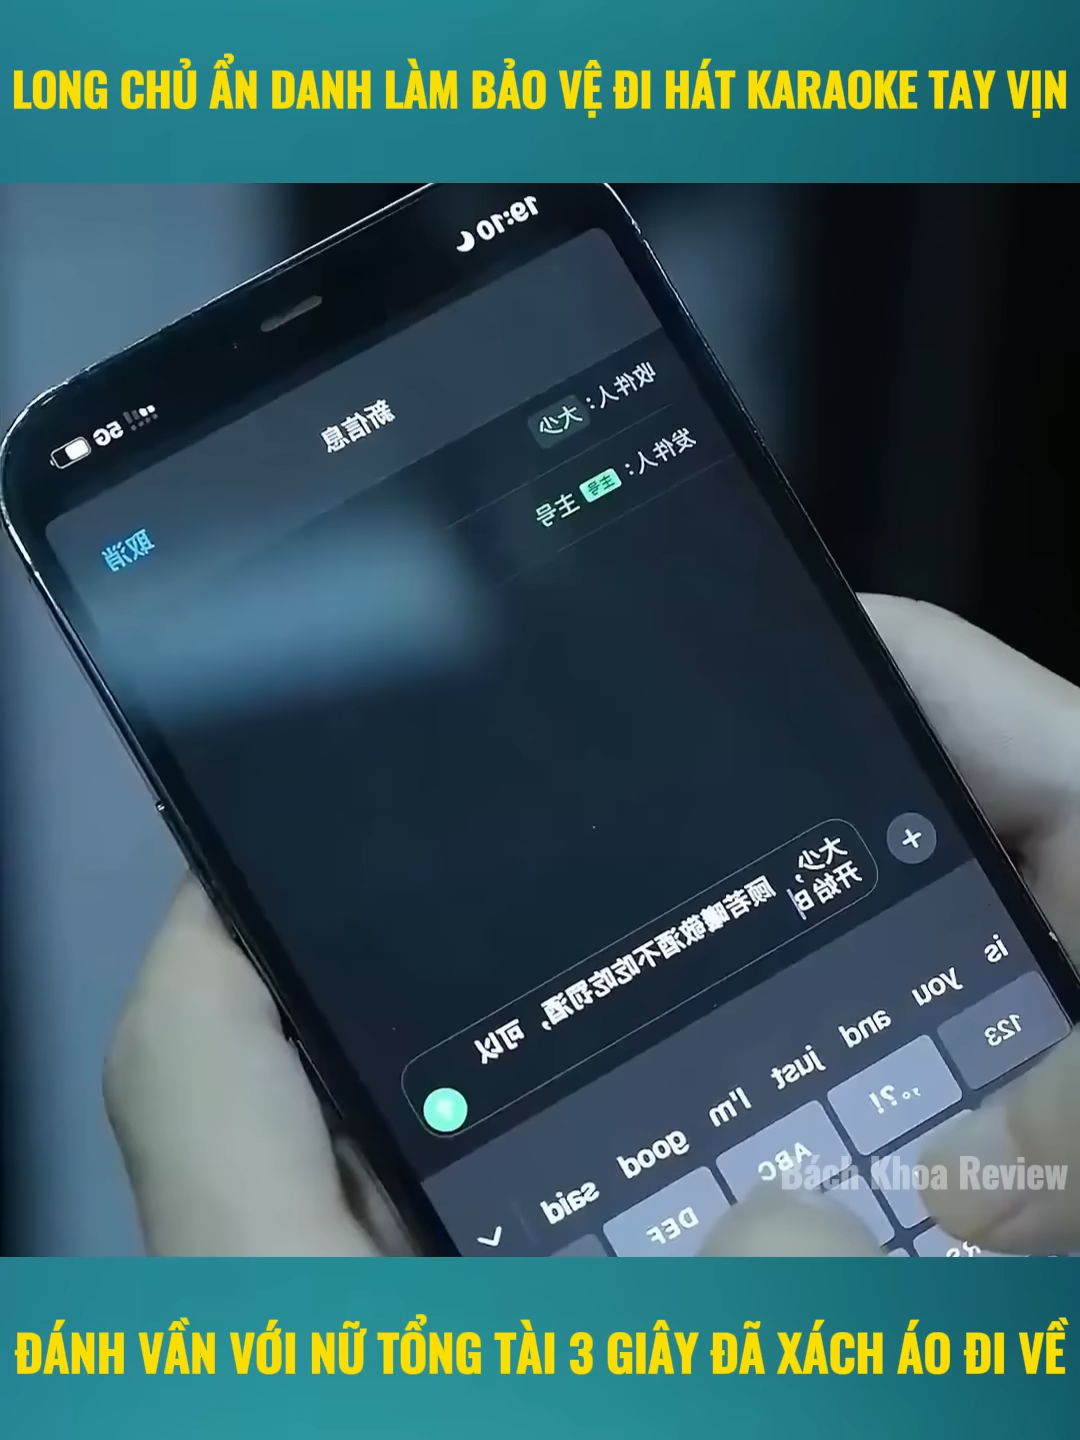 LONG CHỦ ẨN DANH LÀM BẢO VỆ ĐI HÁT KARAOKE TAY VỊN
19:10
5G
新信息
取消
收件人：大少
发件人：主号 主号
大少，顾若曦敬酒不吃吃罚酒，可以
开始B
is you and just I'm good said
123
,。?!
ABC
DEF
Bách Khoa Review
ĐÁNH VẦN VỚI NỮ TỔNG TÀI 3 GIÂY ĐÃ XÁCH ÁO ĐI VỀ